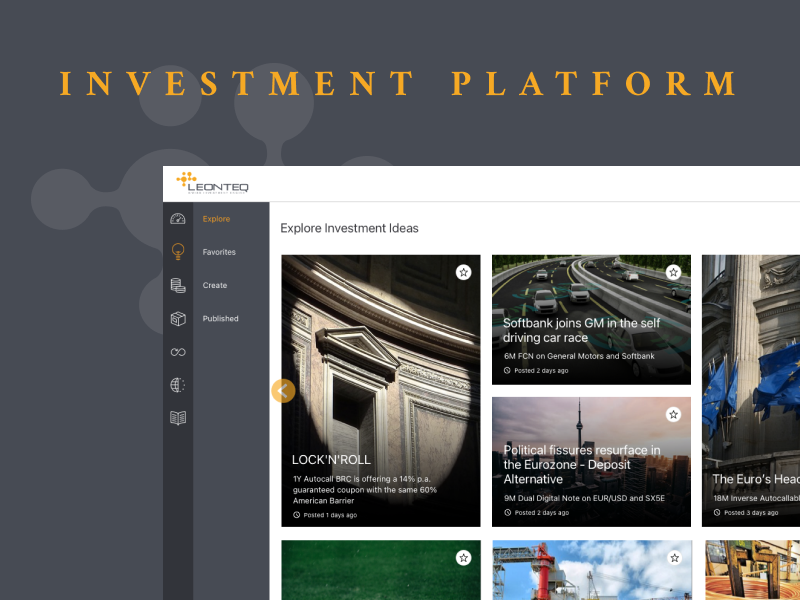 INVESTMENT PLATFORM
LEONTEQ
Explore
Favorites
Create
Published
Explore Investment Ideas
LOCK'N'ROLL
1Y Autocall BRC is offering a 14% p.a.
guaranteed coupon with the same 60%
American Barrier
Posted 1 days ago
Softbank joins GM in the self
driving car race
6M FCN on General Motors and Softbank
Posted 2 days ago
Political fissures resurface in
the Eurozone - Deposit
Alternative
9M Dual Digital Note on EUR/USD and SX5E
Posted 2 days ago
The Euro's Head
18M Inverse Autocallab
Posted 3 days ago